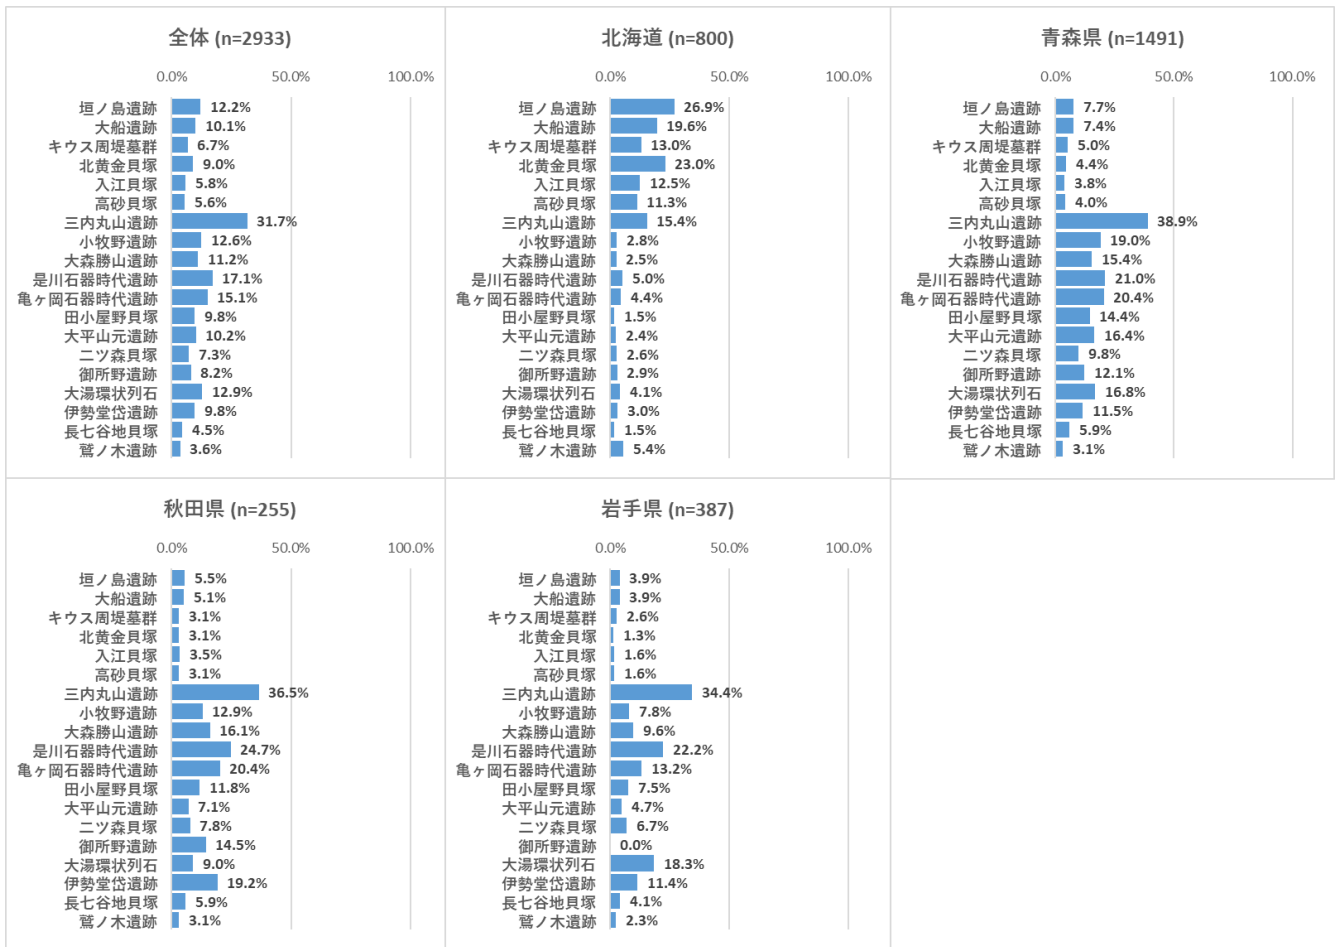 全体 (n=2933)
0.0% 50.0% 100.0%
垣ノ島遺跡 12.2%
大船遺跡 10.1%
キウス周堤墓群 6.7%
北黄金貝塚 9.0%
入江貝塚 5.8%
高砂貝塚 5.6%
三内丸山遺跡 31.7%
小牧野遺跡 12.6%
大森勝山遺跡 11.2%
是川石器時代遺跡 17.1%
亀ヶ岡石器時代遺跡 15.1%
田小屋野貝塚 9.8%
大平山元遺跡 10.2%
二ツ森貝塚 7.3%
御所野遺跡 8.2%
大湯環状列石 12.9%
伊勢堂岱遺跡 9.8%
長七谷地貝塚 4.5%
鷲ノ木遺跡 3.6%
北海道 (n=800)
0.0% 50.0% 100.0%
垣ノ島遺跡 26.9%
大船遺跡 19.6%
キウス周堤墓群 13.0%
北黄金貝塚 23.0%
入江貝塚 12.5%
高砂貝塚 11.3%
三内丸山遺跡 15.4%
小牧野遺跡 2.8%
大森勝山遺跡 2.5%
是川石器時代遺跡 5.0%
亀ヶ岡石器時代遺跡 4.4%
田小屋野貝塚 1.5%
大平山元遺跡 2.4%
二ツ森貝塚 2.6%
御所野遺跡 2.9%
大湯環状列石 4.1%
伊勢堂岱遺跡 3.0%
長七谷地貝塚 1.5%
鷲ノ木遺跡 5.4%
青森県 (n=1491)
0.0% 50.0% 100.0%
垣ノ島遺跡 7.7%
大船遺跡 7.4%
キウス周堤墓群 5.0%
北黄金貝塚 4.4%
入江貝塚 3.8%
高砂貝塚 4.0%
三内丸山遺跡 38.9%
小牧野遺跡 19.0%
大森勝山遺跡 15.4%
是川石器時代遺跡 21.0%
亀ヶ岡石器時代遺跡 20.4%
田小屋野貝塚 14.4%
大平山元遺跡 16.4%
二ツ森貝塚 9.8%
御所野遺跡 12.1%
大湯環状列石 16.8%
伊勢堂岱遺跡 11.5%
長七谷地貝塚 5.9%
鷲ノ木遺跡 3.1%
秋田県 (n=255)
0.0% 50.0% 100.0%
垣ノ島遺跡 5.5%
大船遺跡 5.1%
キウス周堤墓群 3.1%
北黄金貝塚 3.1%
入江貝塚 3.5%
高砂貝塚 3.1%
三内丸山遺跡 36.5%
小牧野遺跡 12.9%
大森勝山遺跡 16.1%
是川石器時代遺跡 24.7%
亀ヶ岡石器時代遺跡 20.4%
田小屋野貝塚 11.8%
大平山元遺跡 7.1%
二ツ森貝塚 7.8%
御所野遺跡 14.5%
大湯環状列石 9.0%
伊勢堂岱遺跡 19.2%
長七谷地貝塚 5.9%
鷲ノ木遺跡 3.1%
岩手県 (n=387)
0.0% 50.0% 100.0%
垣ノ島遺跡 3.9%
大船遺跡 3.9%
キウス周堤墓群 2.6%
北黄金貝塚 1.3%
入江貝塚 1.6%
高砂貝塚 1.6%
三内丸山遺跡 34.4%
小牧野遺跡 7.8%
大森勝山遺跡 9.6%
是川石器時代遺跡 22.2%
亀ヶ岡石器時代遺跡 13.2%
田小屋野貝塚 7.5%
大平山元遺跡 4.7%
二ツ森貝塚 6.7%
御所野遺跡 0.0%
大湯環状列石 18.3%
伊勢堂岱遺跡 11.4%
長七谷地貝塚 4.1%
鷲ノ木遺跡 2.3%